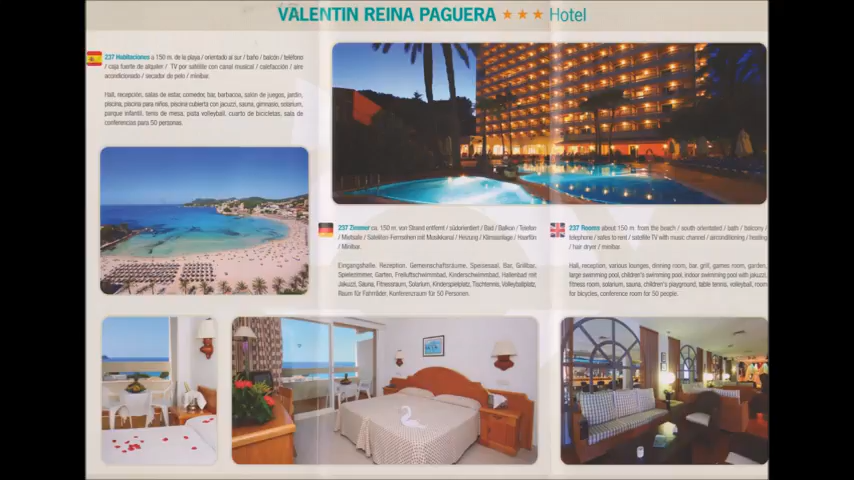 VALENTIN REINA PAGUERA ★ ★ ★ Hotel
237 Habitaciones a 150 m. de la playa / orientado al sur / baño / balcón / teléfono
/ caja fuerte de alquiler / TV por satélite con canal musical / calefacción / aire
acondicionado / secador de pelo / minibar.
Hall, recepción, salas de estar, comedor, bar, barbacoa, salón de juegos, jardín,
piscina, piscina para niños, piscina cubierta con jacuzzi, sauna, gimnasio, solarium,
parque infantil, tenis de mesa, pista volleyball, cuarto de bicicletas, sala de
conferencias para 50 personas.
237 Zimmer ca. 150 m. von Strand entfernt / südorientiert / Bad / Balkon / Telefon
/ Mietsafe / Satelliten-Fernsehen mit Musikkanal / Heizung / Klimaanlage / Haarfön
/ Minibar.
Eingangshalle, Rezeption, Gemeinschaftsräume, Speisesaal, Bar, Grillbar,
Spielzimmer, Garten, Freiluftschwimmbad, Kinderschwimmbad, Hallenbad mit
Jakuzzi, Sauna, Fitnessraum, Solarium, Kinderspielplatz, Tischtennis, Volleyballplatz,
Raum für Fahrräder, Konferenzraum für 50 Personen.
237 Rooms about 150 m. from the beach / south orientated / bath / balcony /
telephone / safes to rent / satellite TV with music channel / airconditioning / heating
/ hair dryer / minibar.
Hall, reception, various lounges, dinning room, bar, grill, games room, garden,
large swimming pool, children's swimming pool, indoor swimming pool with jacuzzi,
fitness room, solarium, sauna, children's playground, table tennis, volleyball, room
for bicycles, conference room for 50 people.